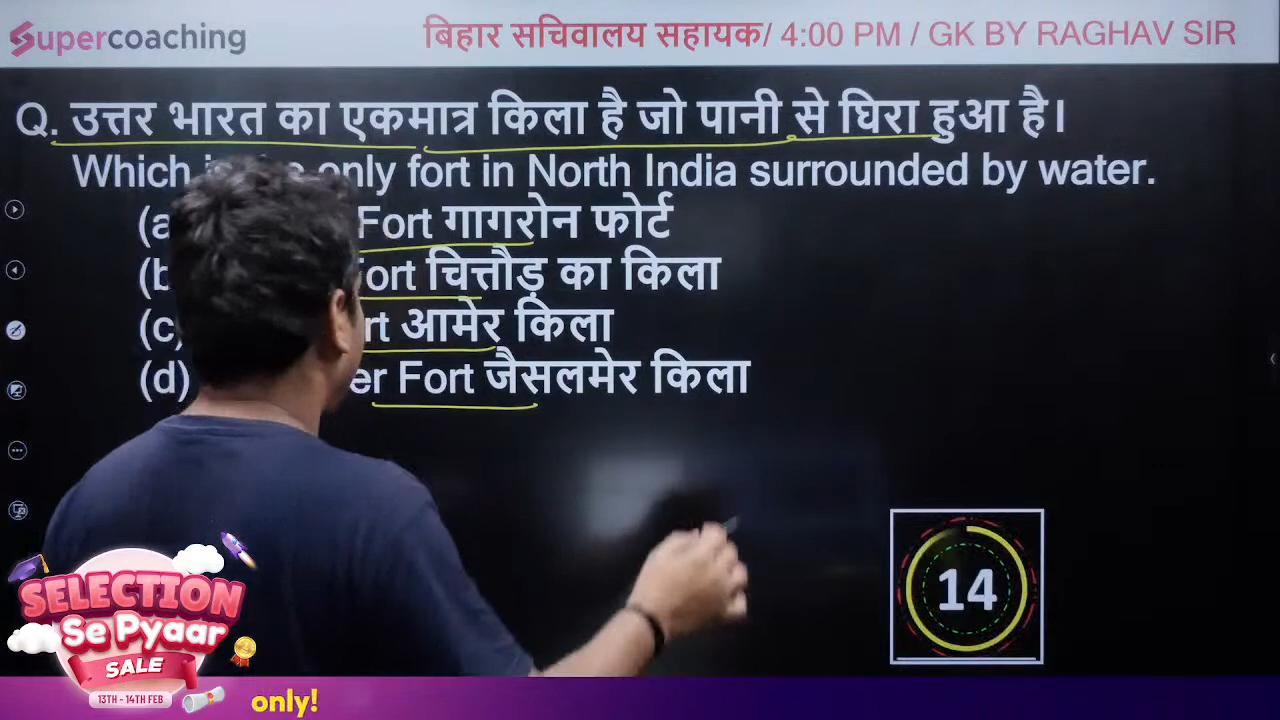 Supercoaching
बिहार सचिवालय सहायक/ 4:00 PM / GK BY RAGHAV SIR
Q. उत्तर भारत का एकमात्र किला है जो पानी से घिरा हुआ है।
Which only fort in North India surrounded by water.
(a Fort गागरोन फोर्ट
(b ort चित्तौड़ का किला
(c) rt आमेर किला
(d) er Fort जैसलमेर किला
14
SELECTION
Se Pyaar
SALE
13TH - 14TH FEB
only!